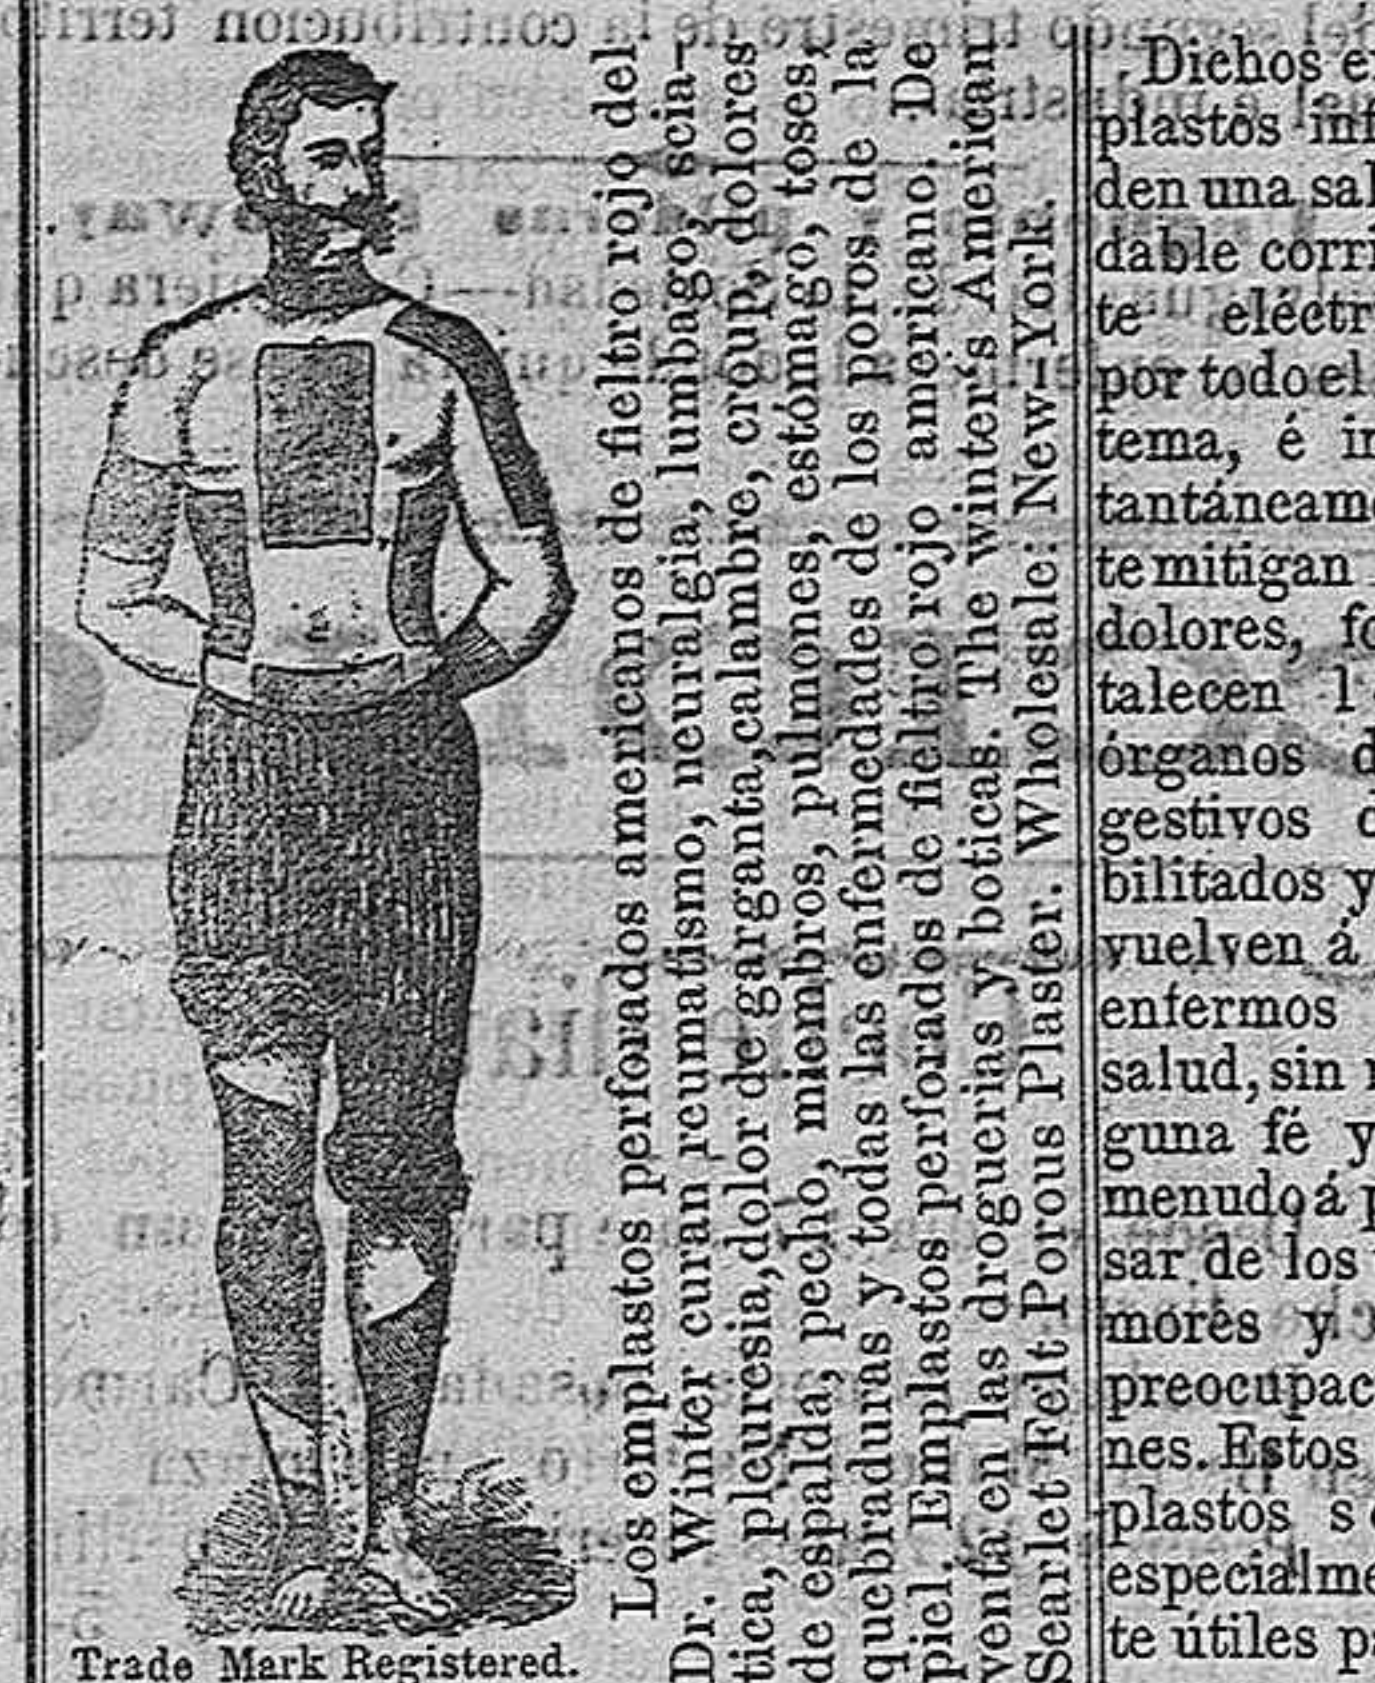 Trade Mark Registered.
Los emplastos perforados americanos de fieltro rojo del
Dr. Winter curan reumatismo, neuralgia, lumbago, scia-
tica, pleuresia, dolor de garganta, calambre, croup, dolores
de espalda, pecho, miembros, pulmones, estómago, toses,
quebraduras y todas las enfermedades de los poros de la
piel. Emplastos perforados de fieltro rojo americano. De
venta en las droguerias y boticas. The winter's American
Searlet Felt Porous Plaster. Wholessale: New-York.
Dichos e
plastos inf
den una sal
dable corri
te eléctr
por todo el
tema, é in
tantáneame
te mitigan
dolores, fo
talecen l
órganos d
gestivos d
bilitados y
vuelven á
enfermos
salud, sin
guna fé y
menudo á p
sar de los
mores y
preocupac
nes. Estos
plastos s
especialme
te útiles pa